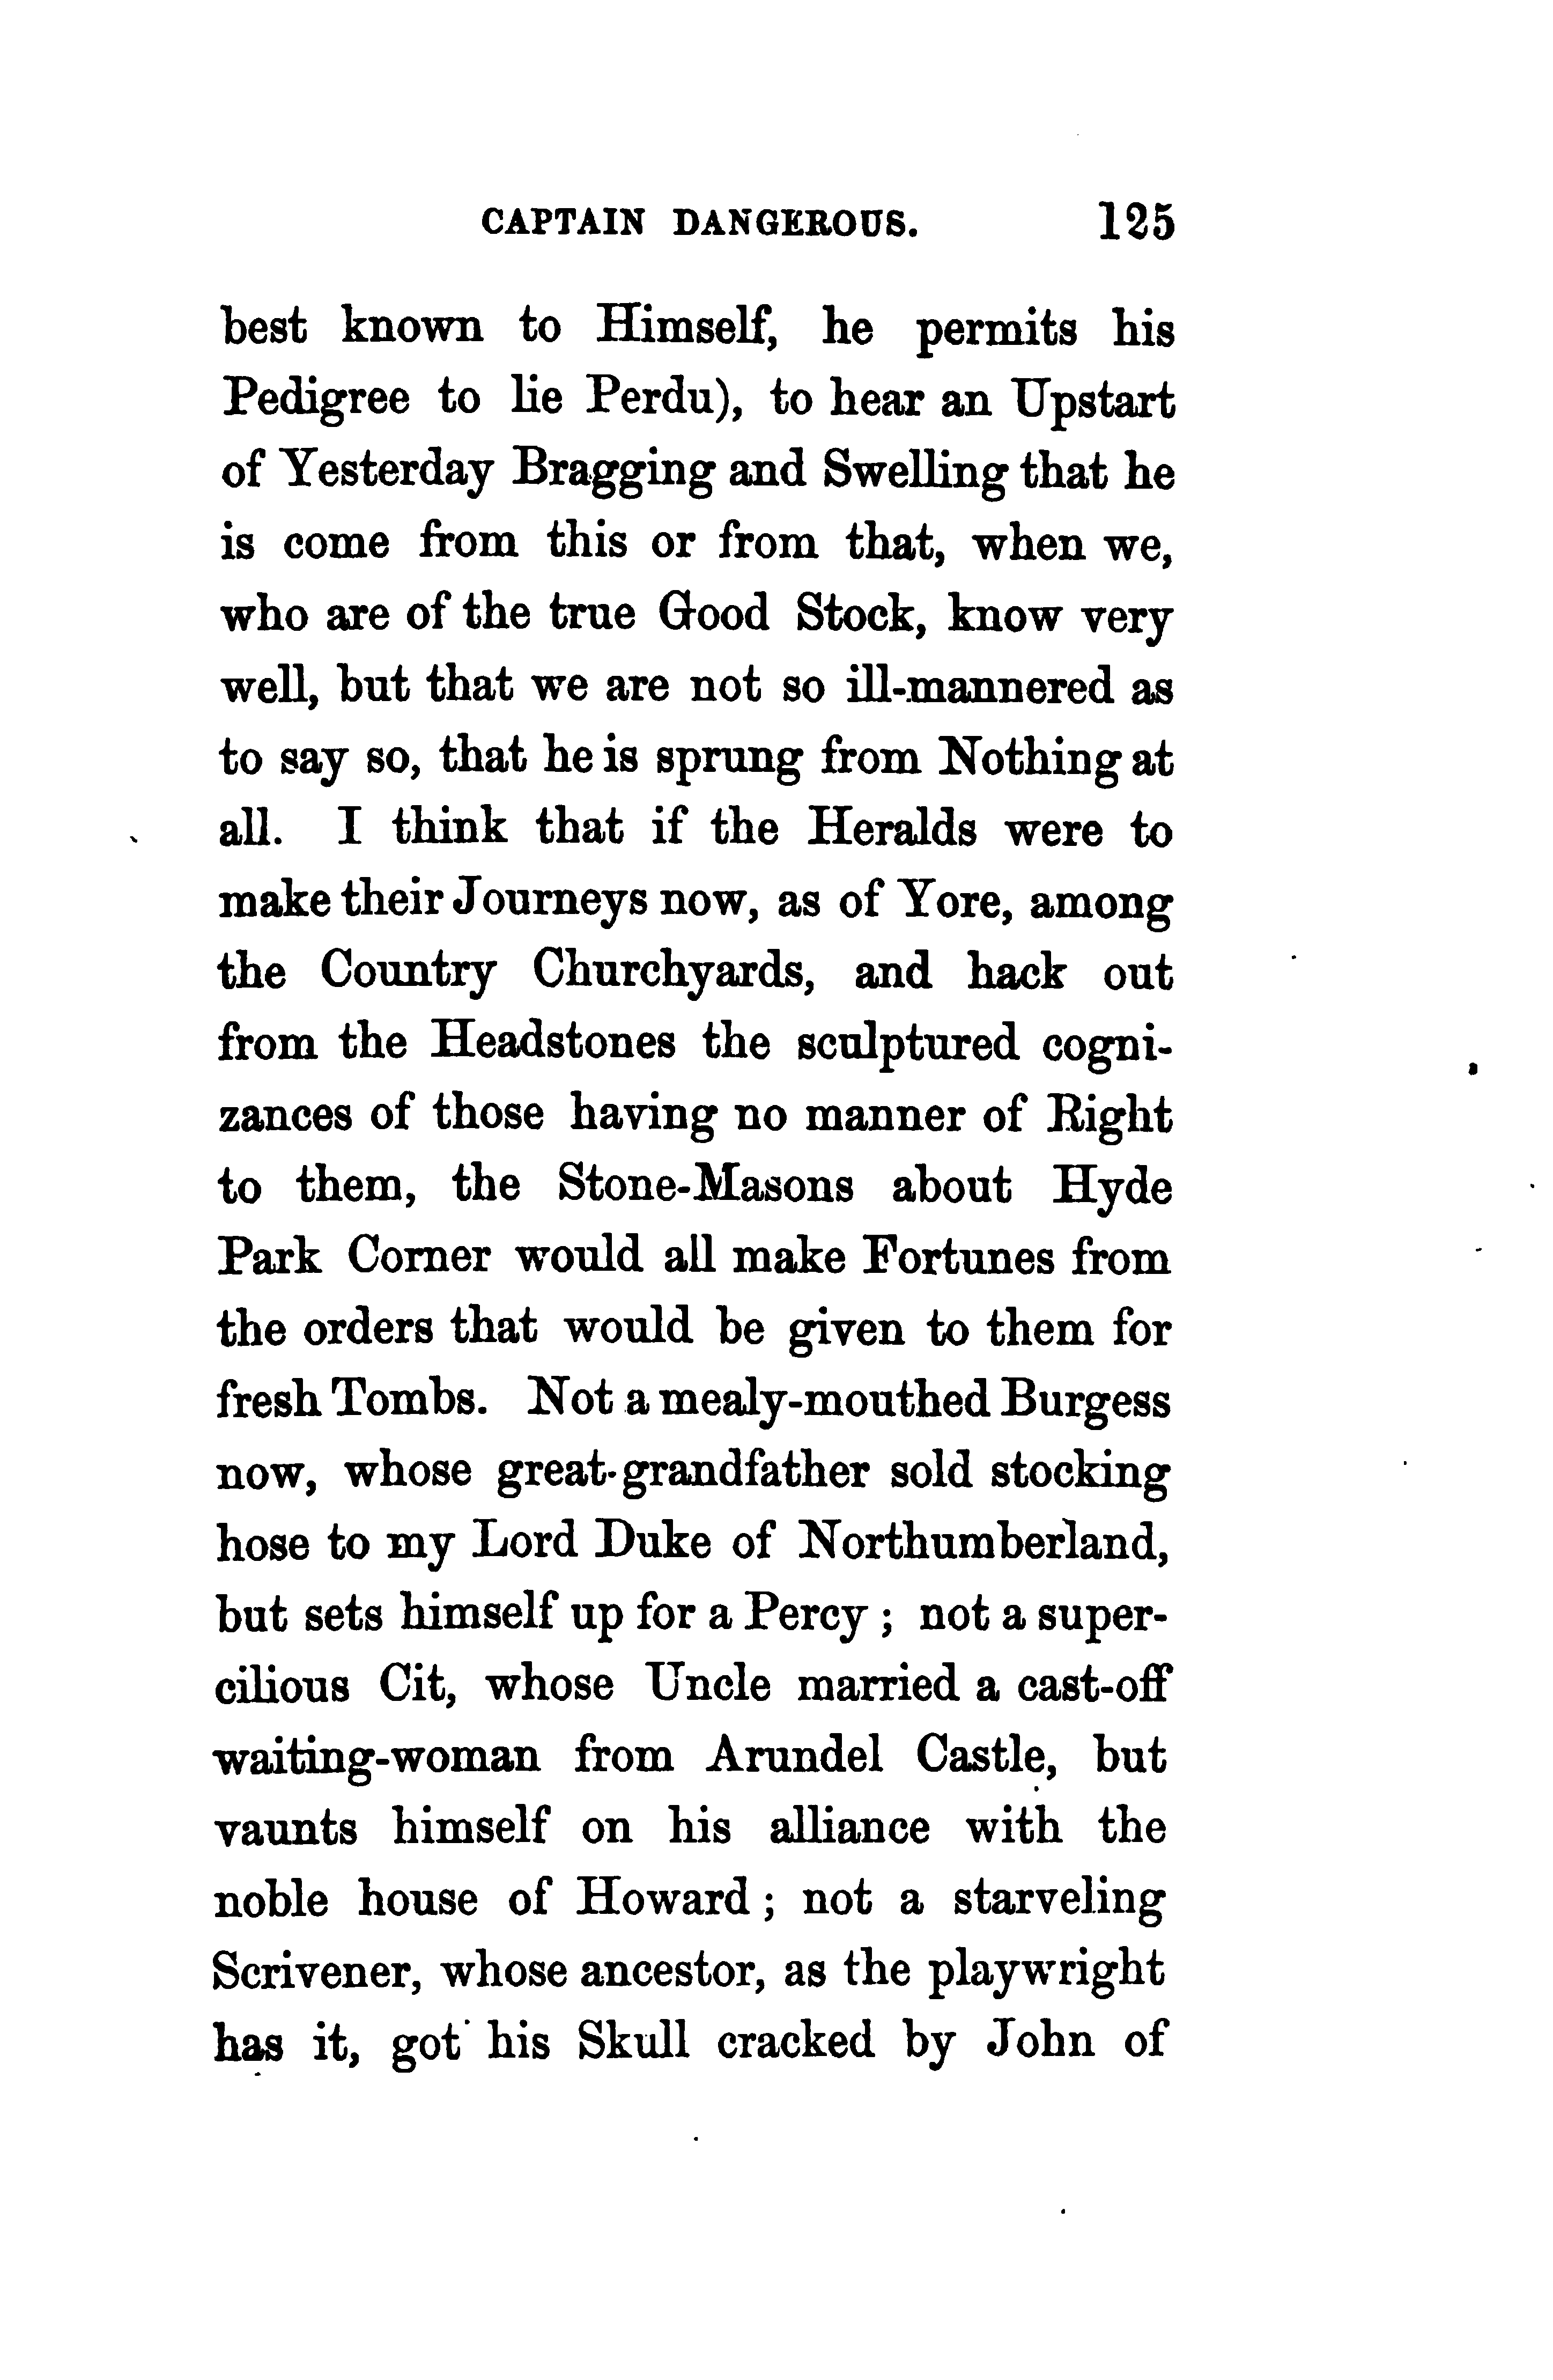 CAPTAIN DANGEROUS. 125
best known to Himself, he permits his
Pedigree to lie Perdu), to hear an Upstart
of Yesterday Bragging and Swelling that he
is come from this or from that, when we,
who are of the true Good Stock, know very
well, but that we are not so ill-mannered as
to say so, that he is sprung from Nothing at
all. I think that if the Heralds were to
make their Journeys now, as of Yore, among
the Country Churchyards, and hack out
from the Headstones the sculptured cogni-
zances of those having no manner of Right
to them, the Stone-Masons about Hyde
Park Corner would all make Fortunes from
the orders that would be given to them for
fresh Tombs. Not a mealy-mouthed Burgess
now, whose great-grandfather sold stocking
hose to my Lord Duke of Northumberland,
but sets himself up for a Percy ; not a super-
cilious Cit, whose Uncle married a cast-off
waiting-woman from Arundel Castle, but
vaunts himself on his alliance with the
noble house of Howard ; not a starveling
Scrivener, whose ancestor, as the playwright
has it, got his Skull cracked by John of